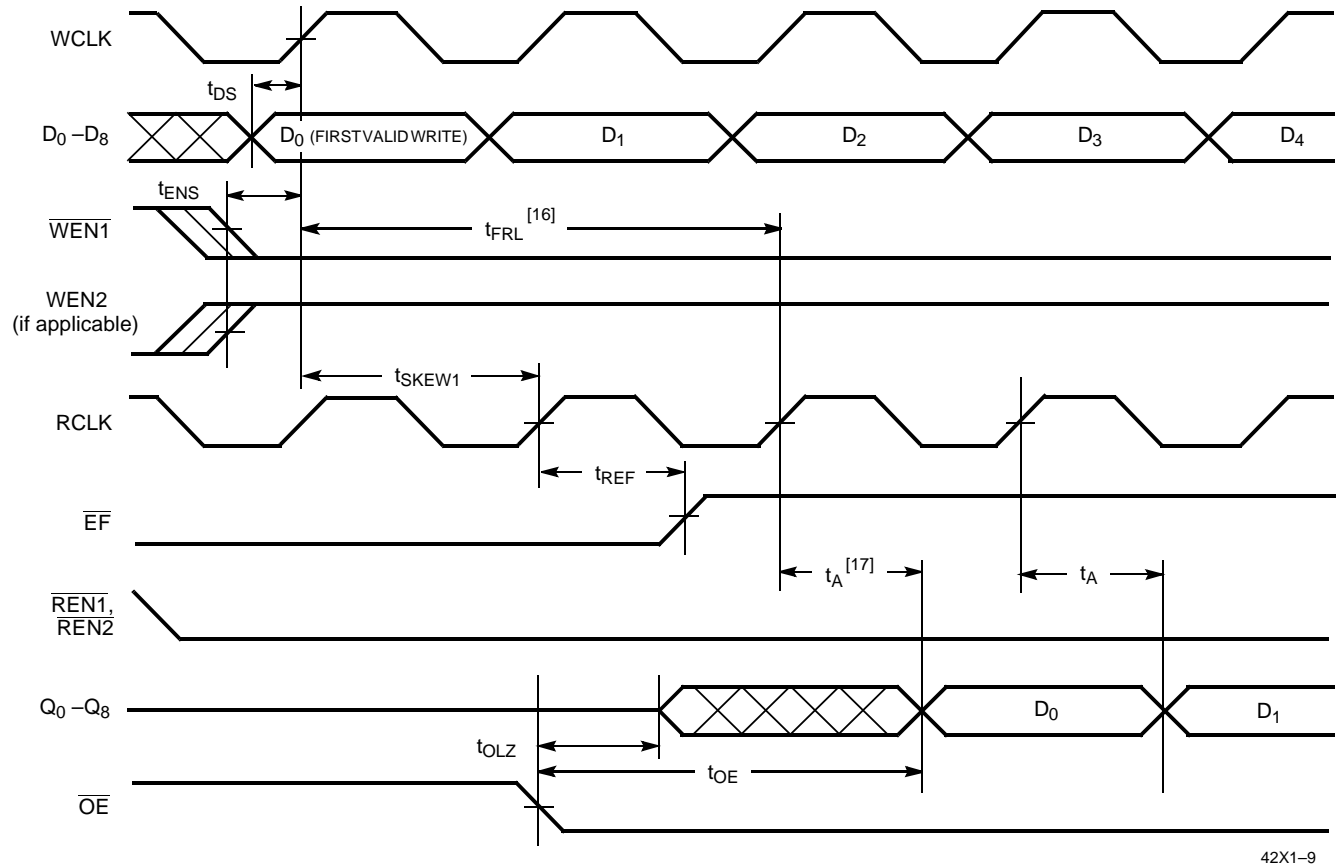 WCLK
tDS
D0 –D8
D0 (FIRST VALID WRITE)
D1
D2
D3
D4
tENS
WEN1
tFRL [16]
WEN2
(if applicable)
tSKEW1
RCLK
tREF
EF
tA [17]
tA
REN1,
REN2
Q0 –Q8
D0
D1
tOLZ
tOE
OE
42X1–9